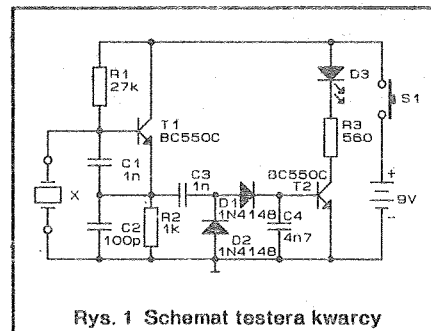 R1
27k
T1
BC550C
D3
S1
R3
560
C1
1n
C3
1n
BC550C
T2
D1
1N4148
X
C2
100p
R2
1k
D2
1N4148
C4
4n7
+
9V
-
Rys. 1 Schemat testera kwarcy